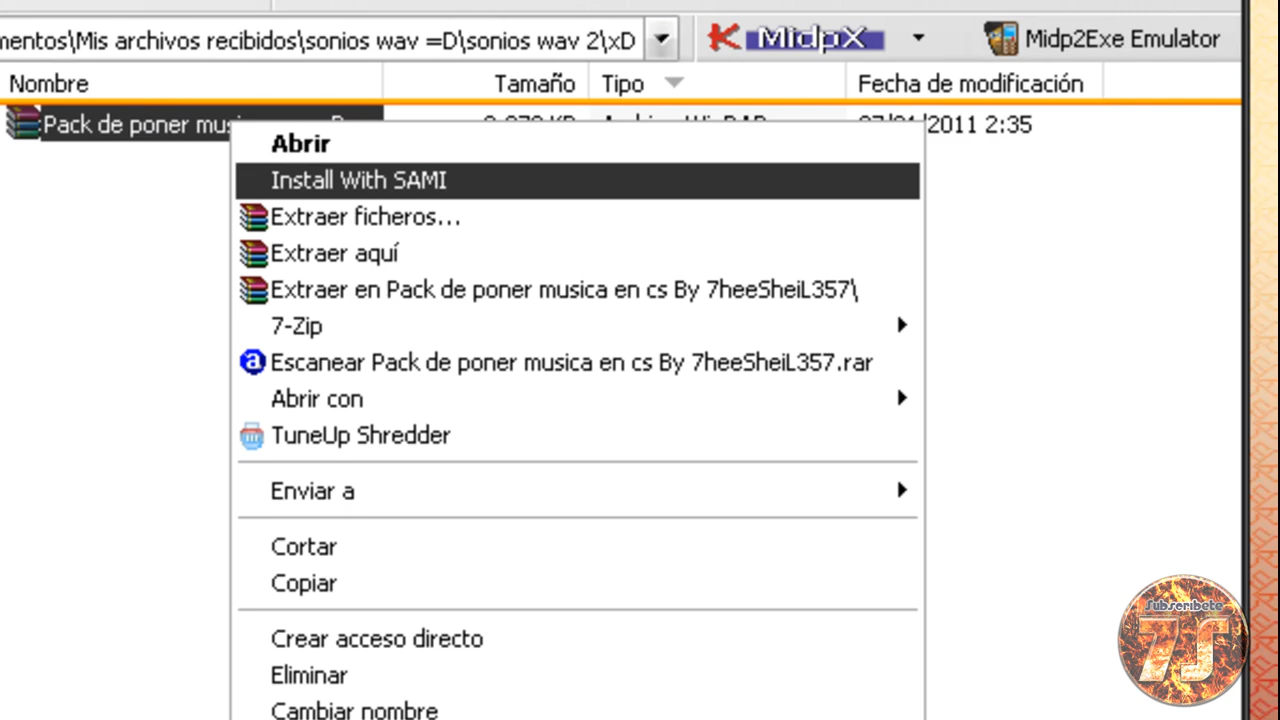 mentos\Mis archivos recibidos\sonios wav =D\sonios wav 2\xD
MidpX
Midp2Exe Emulator
Nombre
Tamaño
Tipo
Fecha de modificación
Pack de poner
2011 2:35
Abrir
Install With SAMI
Extraer ficheros...
Extraer aquí
Extraer en Pack de poner musica en cs By 7heeSheiL357\
7-Zip
Escanear Pack de poner musica en cs By 7heeSheiL357.rar
Abrir con
TuneUp Shredder
Enviar a
Cortar
Copiar
Crear acceso directo
Eliminar
Cambiar nombre
Subscribete
7S